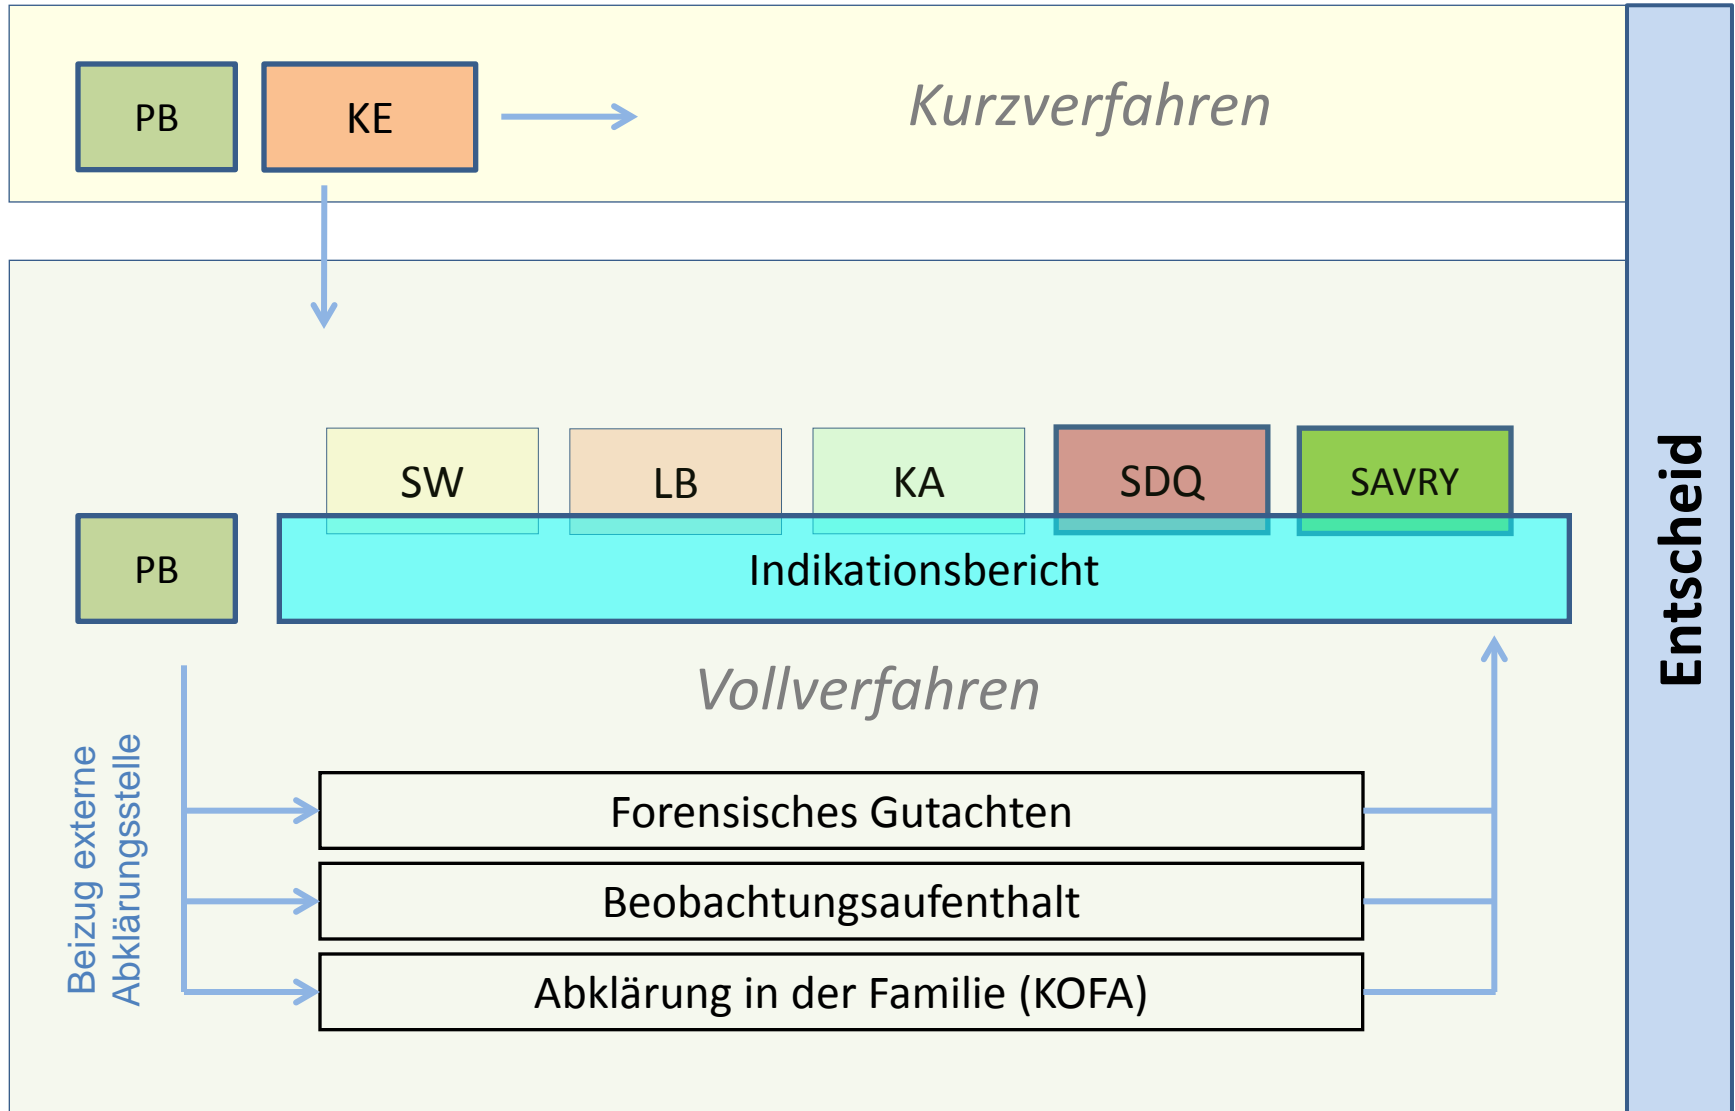 PB
KE
Kurzverfahren
SW
LB
KA
SDQ
SAVRY
PB
Indikationsbericht
Vollverfahren
Beizug externe
Abklärungsstelle
Forensisches Gutachten
Beobachtungsaufenthalt
Abklärung in der Familie (KOFA)
Entscheid